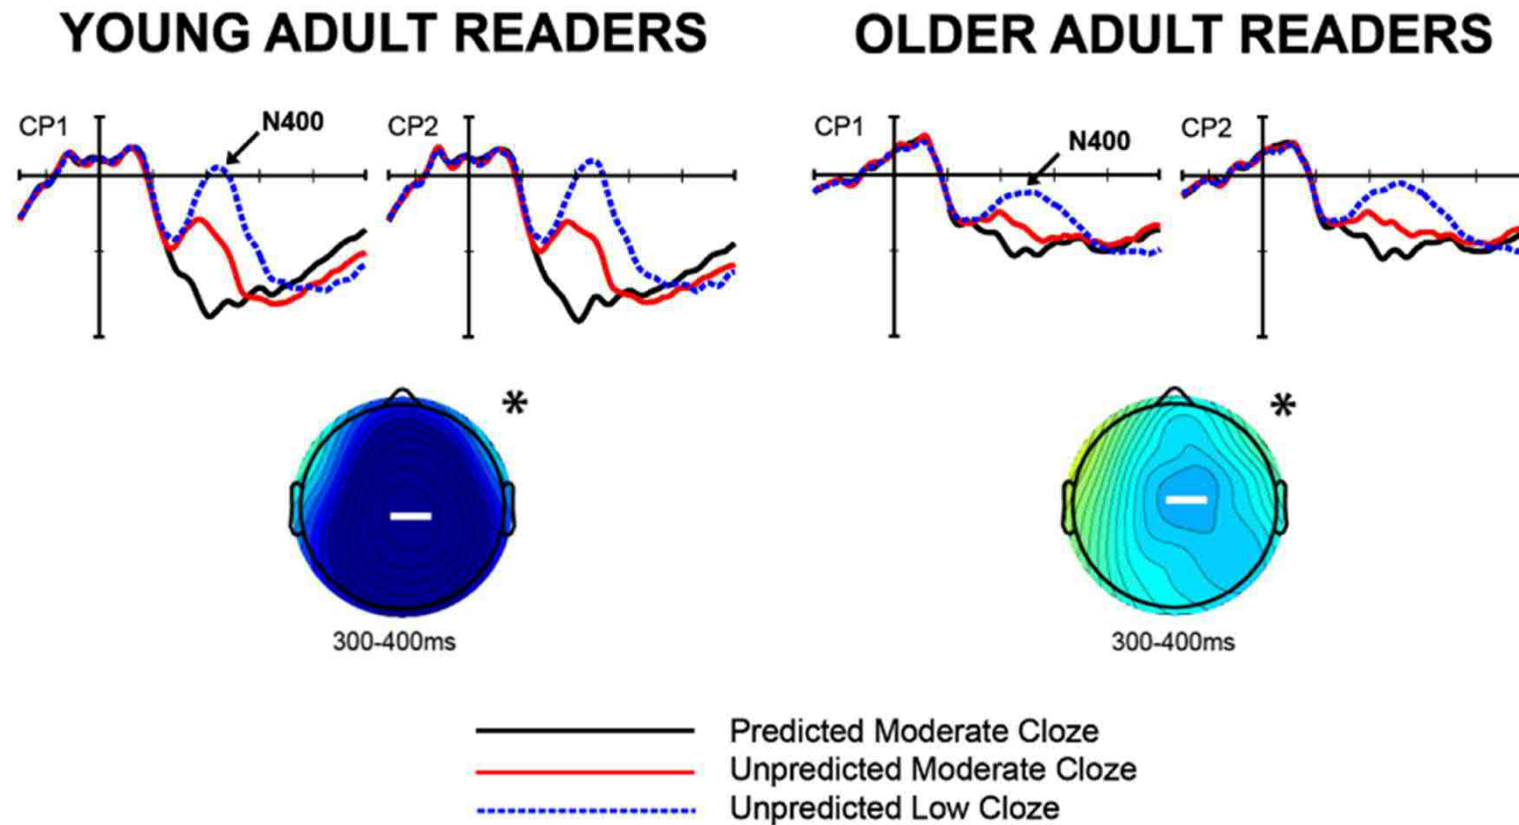 YOUNG ADULT READERS
OLDER ADULT READERS
CP1
N400
CP2
CP1
N400
CP2
*
*
300-400ms
300-400ms
Predicted Moderate Cloze
Unpredicted Moderate Cloze
Unpredicted Low Cloze